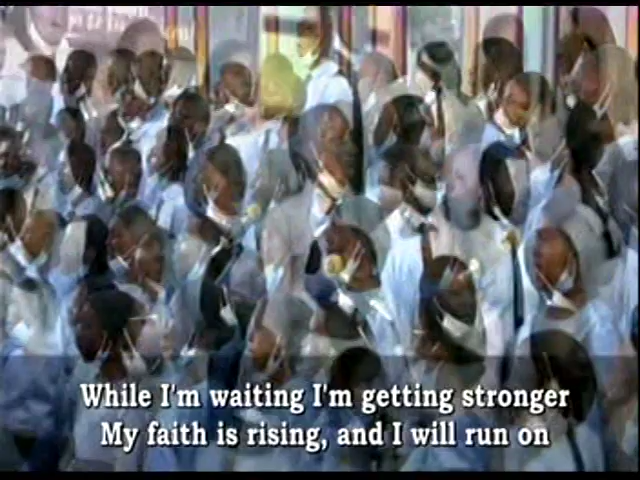 While I'm waiting I'm getting stronger
My faith is rising, and I will run on